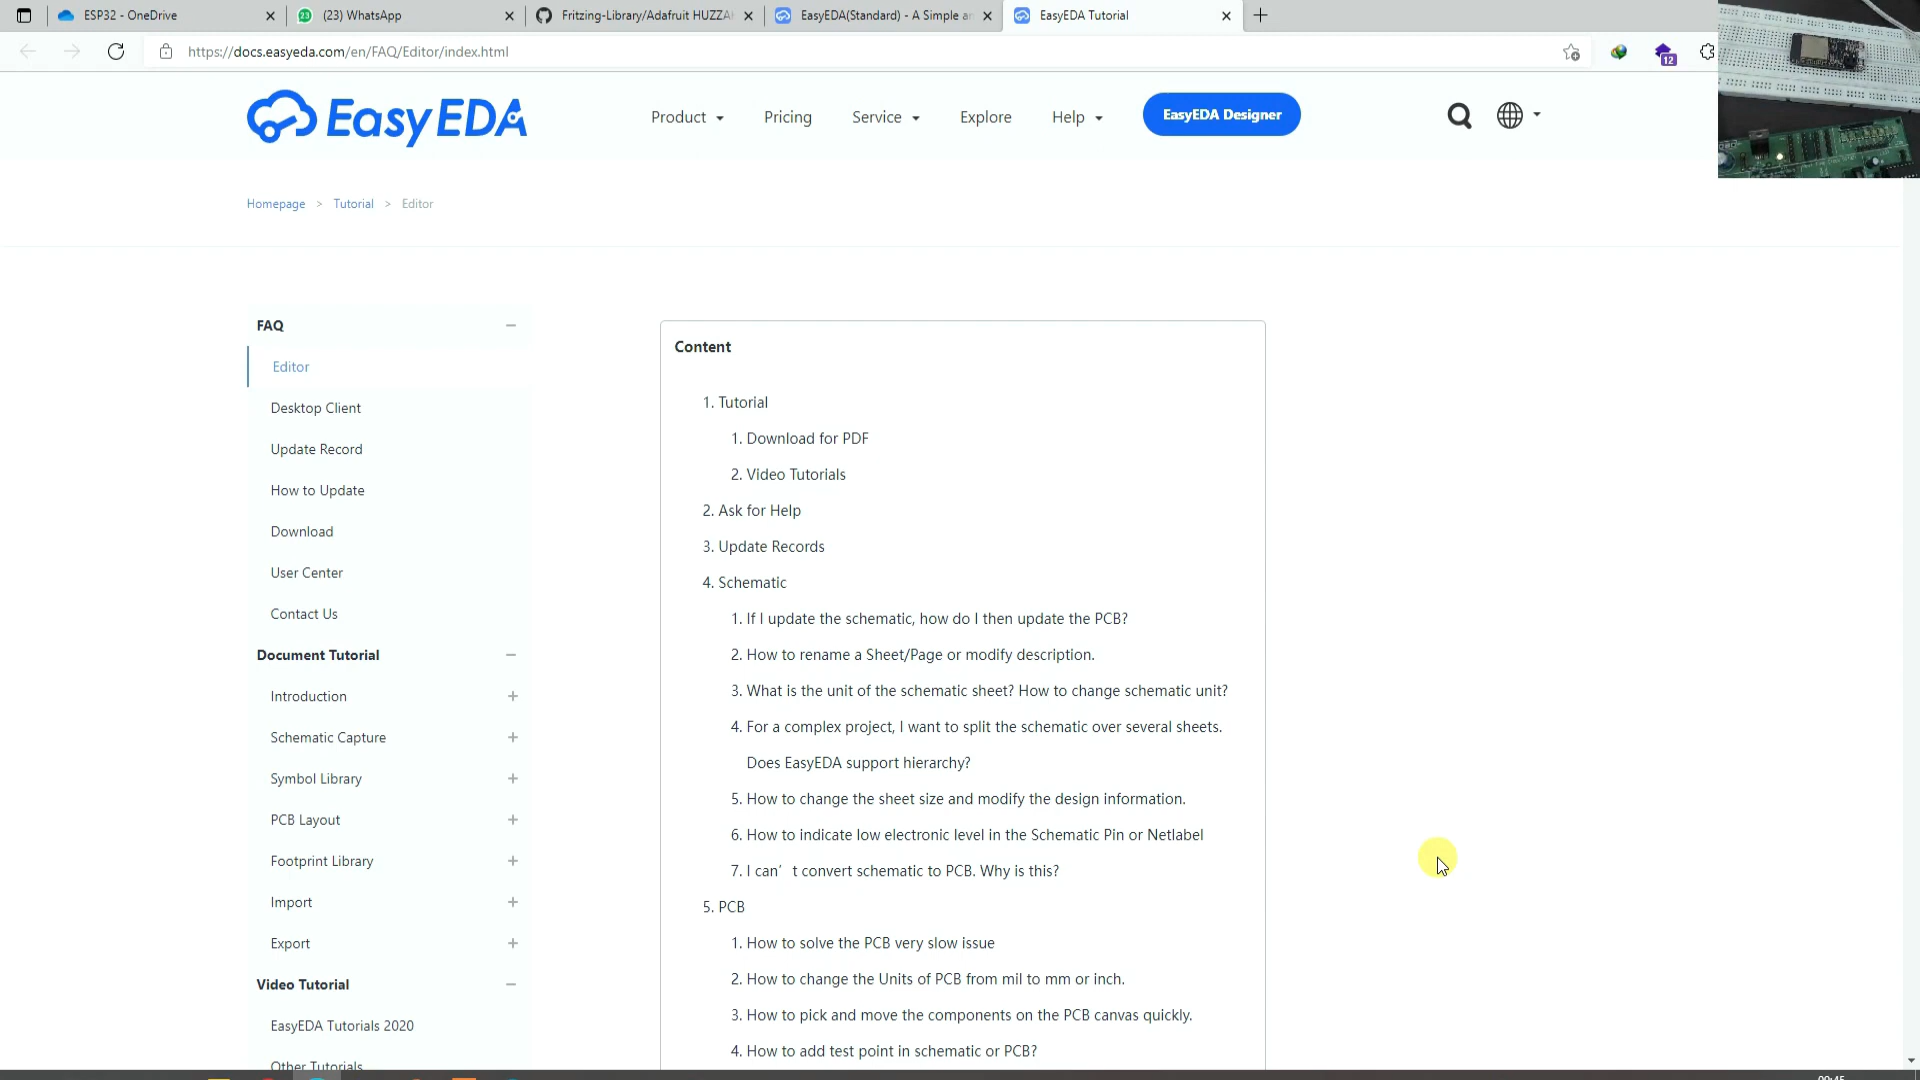 ESP32 - OneDrive
(23) WhatsApp
Fritzing-Library/Adafruit HUZZA
EasyEDA(Standard) - A Simple an
EasyEDA Tutorial
https://docs.easyeda.com/en/FAQ/Editor/index.html
12
EasyEDA
Product
Pricing
Service
Explore
Help
EasyEDA Designer
Homepage > Tutorial > Editor
FAQ
Editor
Desktop Client
Update Record
How to Update
Download
User Center
Contact Us
Document Tutorial
Introduction
Schematic Capture
Symbol Library
PCB Layout
Footprint Library
Import
Export
Video Tutorial
EasyEDA Tutorials 2020
Other Tutorials
Content
1. Tutorial
1. Download for PDF
2. Video Tutorials
2. Ask for Help
3. Update Records
4. Schematic
1. If I update the schematic, how do I then update the PCB?
2. How to rename a Sheet/Page or modify description.
3. What is the unit of the schematic sheet? How to change schematic unit?
4. For a complex project, I want to split the schematic over several sheets.
Does EasyEDA support hierarchy?
5. How to change the sheet size and modify the design information.
6. How to indicate low electronic level in the Schematic Pin or Netlabel
7. I can’ t convert schematic to PCB. Why is this?
5. PCB
1. How to solve the PCB very slow issue
2. How to change the Units of PCB from mil to mm or inch.
3. How to pick and move the components on the PCB canvas quickly.
4. How to add test point in schematic or PCB?